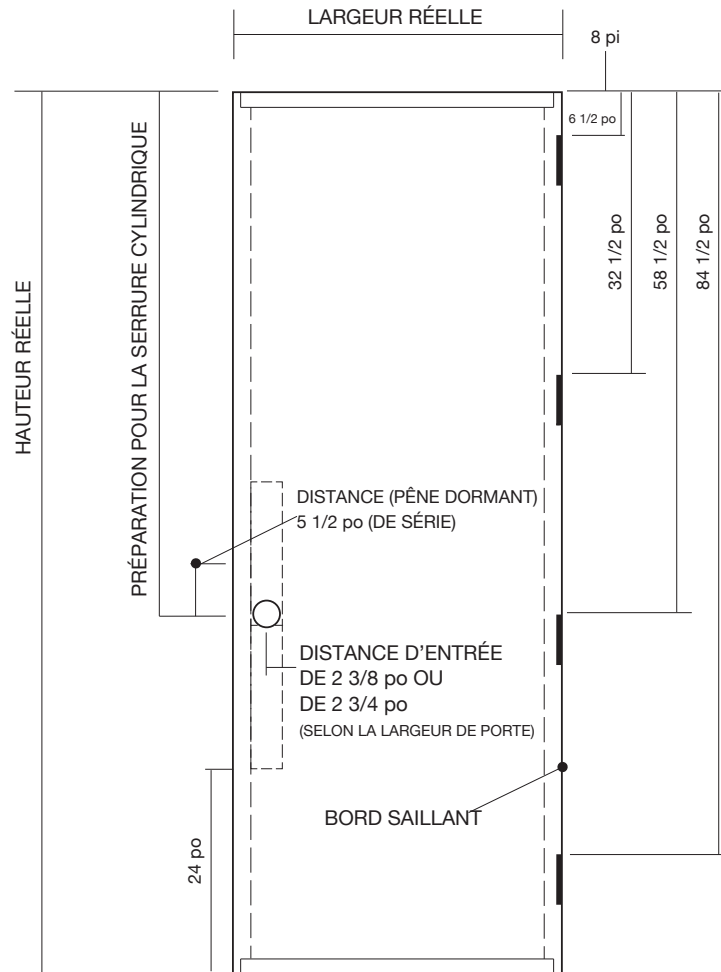 LARGEUR RÉELLE
8 pi
6 1/2 po
32 1/2 po
58 1/2 po
84 1/2 po
HAUTEUR RÉELLE
PRÉPARATION POUR LA SERRURE CYLINDRIQUE
DISTANCE (PÊNE DORMANT)
5 1/2 po (DE SÉRIE)
DISTANCE D'ENTRÉE
DE 2 3/8 po OU
DE 2 3/4 po
(SELON LA LARGEUR DE PORTE)
BORD SAILLANT
24 po